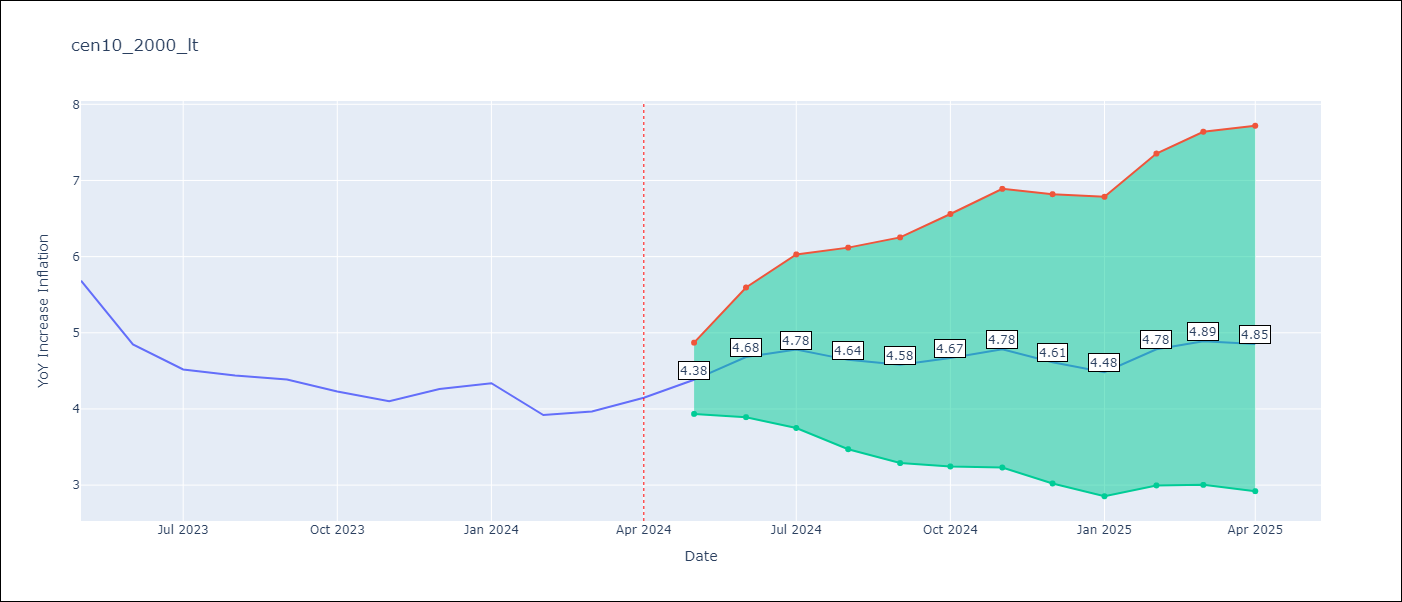 cen10_2000_lt
YoY Increase Inflation
8
7
6
5
4
3
4.38
4.68
4.78
4.64
4.58
4.67
4.78
4.61
4.48
4.78
4.89
4.85
Jul 2023
Oct 2023
Jan 2024
Apr 2024
Jul 2024
Oct 2024
Jan 2025
Apr 2025
Date